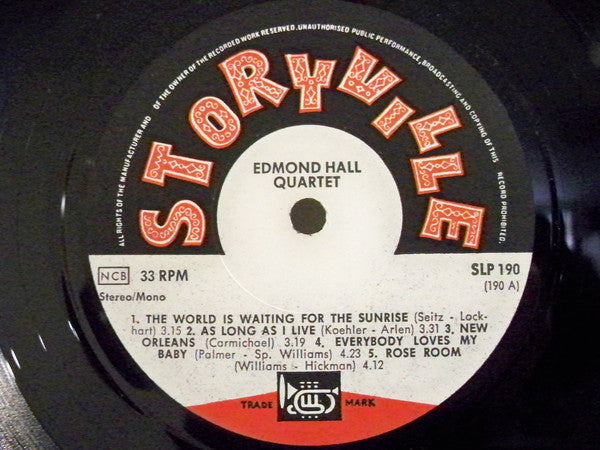 ALL RIGHTS OF THE MANUFACTURER AND OF THE OWNER OF THE RECORDED WORK RESERVED. UNAUTHORISED PUBLIC PERFORMANCE, BROADCASTING AND COPYING OF THIS RECORD PROHIBITED.
STORYVILLE
EDMOND HALL
QUARTET
NCB 33 RPM
Stereo/Mono
SLP 190
(190 A)
1. THE WORLD IS WAITING FOR THE SUNRISE (Seitz - Lock-
hart) 3.15 2. AS LONG AS I LIVE (Koehler - Arlen) 3.31 3, NEW
ORLEANS (Carmichael) 3.19 4. EVERYBODY LOVES MY
BABY (Palmer - Sp. Williams) 4.23 5. ROSE ROOM
(Williams - Hickman) 4.12
TRADE MARK